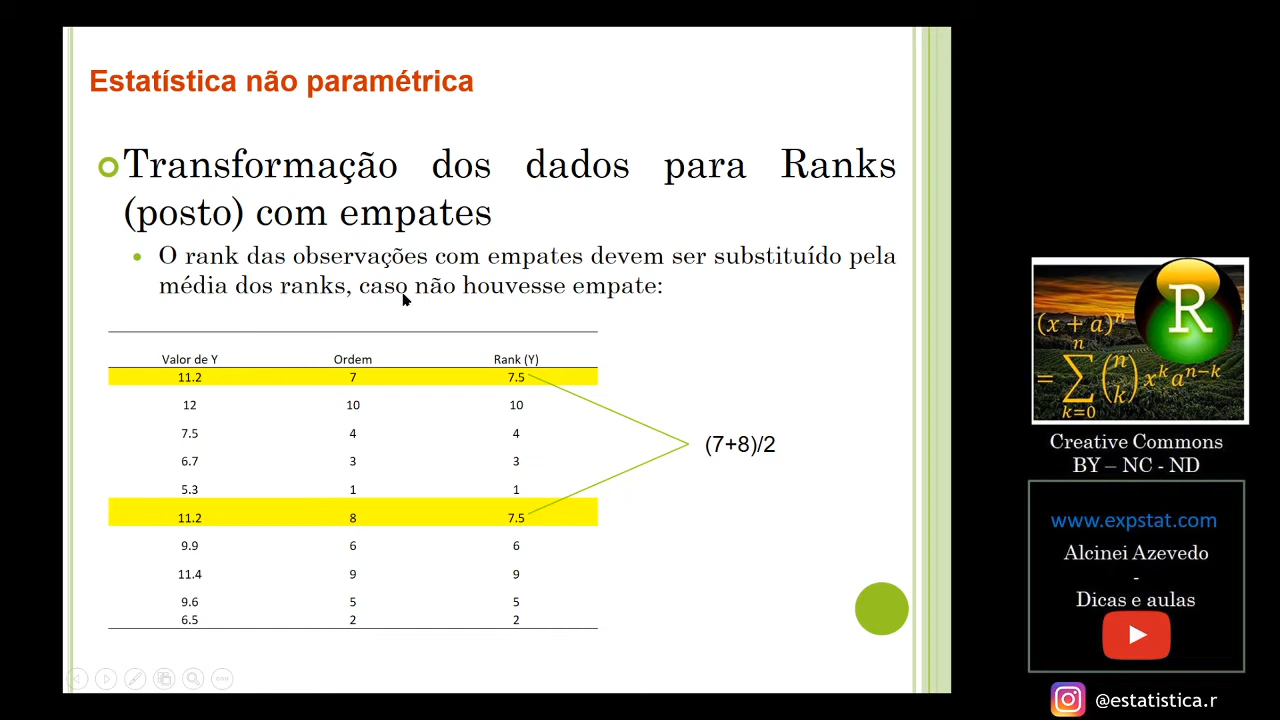 Estatística não paramétrica
Transformação dos dados para Ranks
(posto) com empates
O rank das observações com empates devem ser substituído pela
média dos ranks, caso não houvesse empate:
Valor de Y Ordem Rank (Y)
11.2 7 7.5
12 10 10
7.5 4 4
6.7 3 3
5.3 1 1
11.2 8 7.5
9.9 6 6
11.4 9 9
9.6 5 5
6.5 2 2
(7+8)/2
R
(x + a)^n
= ∑_{k=0}^{n} (n k) x^k a^{n-k}
Creative Commons
BY – NC - ND
www.expstat.com
Alcinei Azevedo
-
Dicas e aulas
@estatistica.r